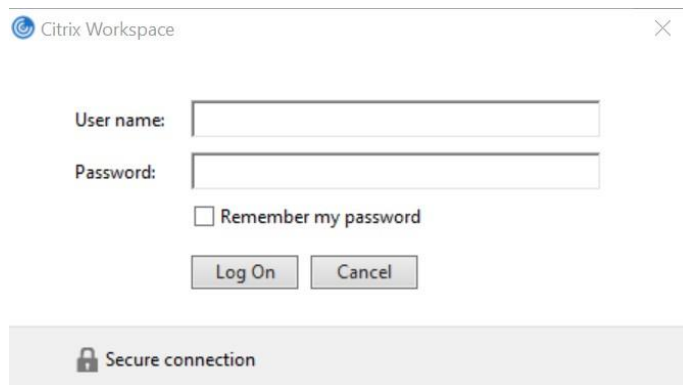 Citrix Workspace
User name:
Password:
Remember my password
Log On Cancel
Secure connection